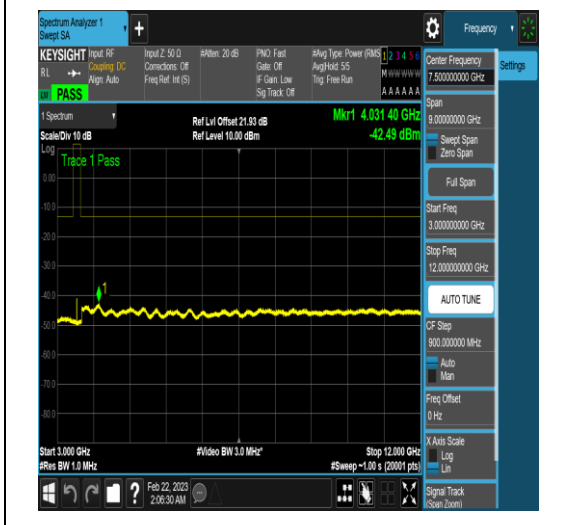 Spectrum Analyzer 1
Swept SA
+
Frequency
KEYSIGHT
RL
PASS
Input: RF
Coupling: DC
Align: Auto
Input Z: 50 Ω
Corrections: Off
Freq Ref: Int (S)
#Atten: 20 dB
PNO: Fast
Gate: Off
IF Gain: Low
Sig Track: Off
#Avg Type: Power (RMS
Avg|Hold: 5/5
Trig: Free Run
1 2 3 4 5 6
M W W W W W
A A A A A A
Settings
Center Frequency
7.500000000 GHz
Span
9.00000000 GHz
Swept Span
Zero Span
Full Span
Start Freq
3.000000000 GHz
Stop Freq
12.000000000 GHz
AUTO TUNE
CF Step
900.000000 MHz
Auto
Man
Freq Offset
0 Hz
X Axis Scale
Log
Lin
Signal Track
(Span Zoom)
1 Spectrum
Scale/Div 10 dB
Ref Lvl Offset 21.93 dB
Ref Level 10.00 dBm
Mkr1 4.031 40 GHz
-42.49 dBm
Log
Trace 1 Pass
0.00
-10.0
-20.0
-30.0
-40.0
-50.0
-60.0
-70.0
-80.0
1
Start 3.000 GHz
#Res BW 1.0 MHz
#Video BW 3.0 MHz*
Stop 12.000 GHz
#Sweep ~1.00 s (20001 pts)
?
Feb 22, 2023
2:06:30 AM